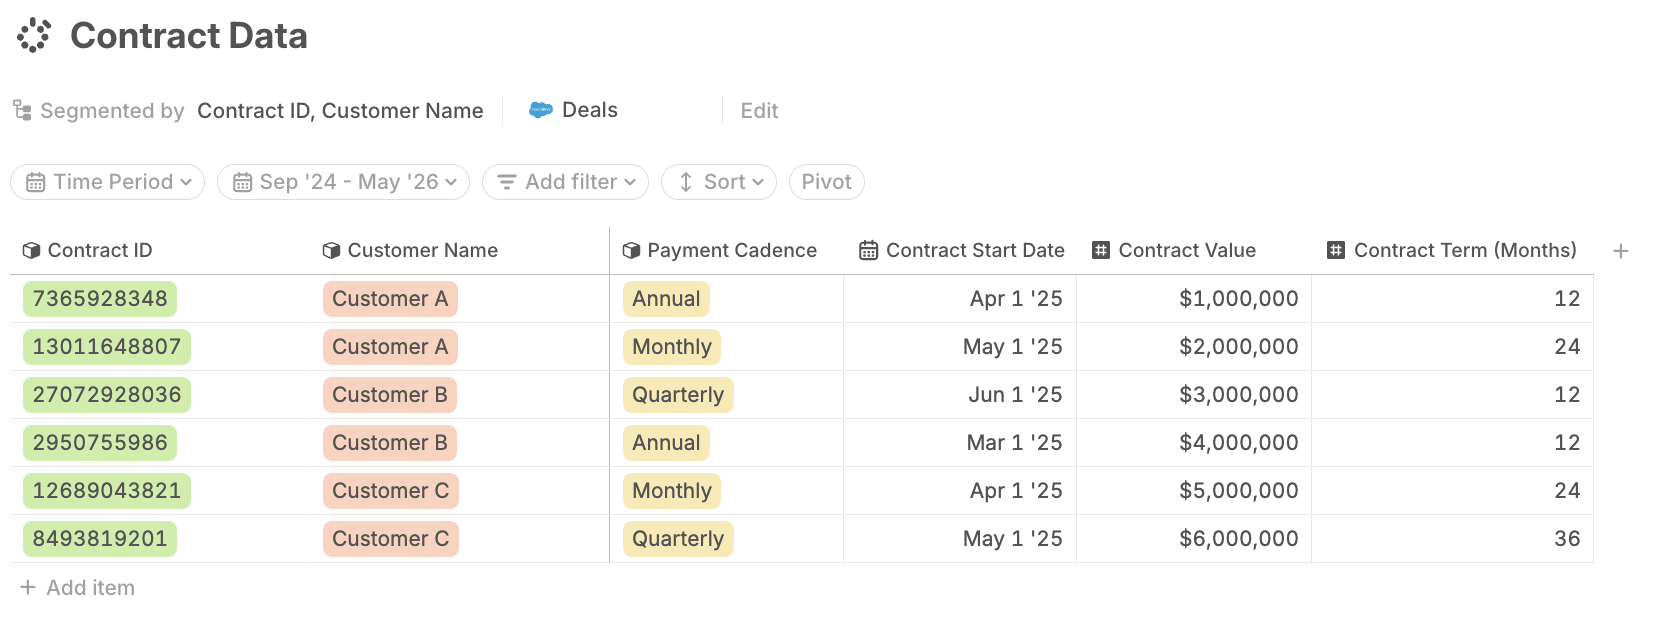 Contract Data
Segmented by Contract ID, Customer Name Deals Edit
Time Period Sep '24 - May '26 Add filter Sort Pivot
Contract ID Customer Name Payment Cadence Contract Start Date Contract Value Contract Term (Months) +
7365928348 Customer A Annual Apr 1 '25 $1,000,000 12
13011648807 Customer A Monthly May 1 '25 $2,000,000 24
27072928036 Customer B Quarterly Jun 1 '25 $3,000,000 12
2950755986 Customer B Annual Mar 1 '25 $4,000,000 12
12689043821 Customer C Monthly Apr 1 '25 $5,000,000 24
8493819201 Customer C Quarterly May 1 '25 $6,000,000 36
+ Add item